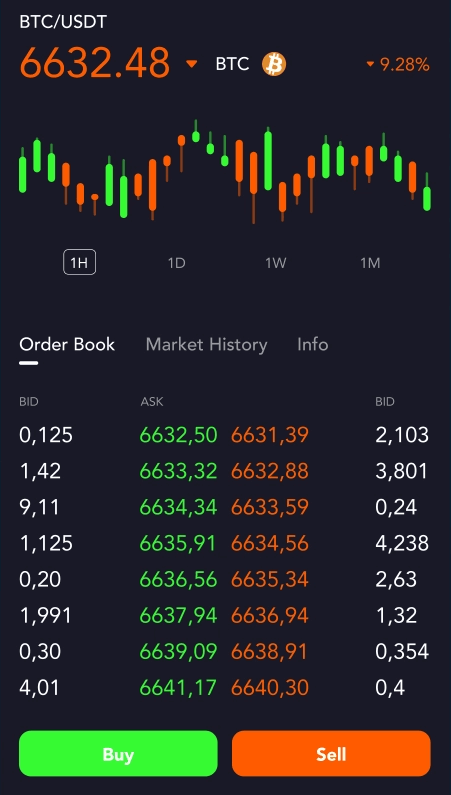 BTC/USDT
6632.48 BTC 9.28%
1H 1D 1W 1M
Order Book Market History Info
BID ASK BID
0,125 6632,50 6631,39 2,103
1,42 6633,32 6632,88 3,801
9,11 6634,34 6633,59 0,24
1,125 6635,91 6634,56 4,238
0,20 6636,56 6635,34 2,63
1,991 6637,94 6636,94 1,32
0,30 6639,09 6638,91 0,354
4,01 6641,17 6640,30 0,4
Buy Sell